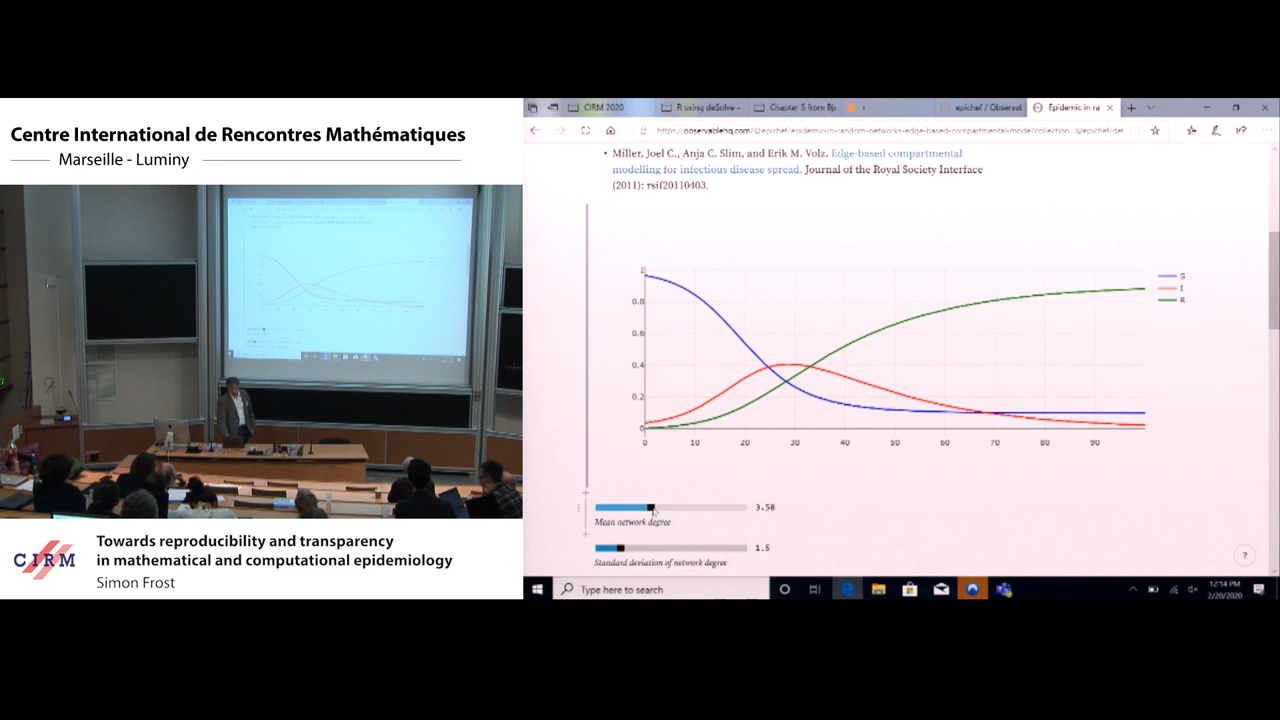 Centre International de Rencontres Mathématiques
Marseille - Luminy
CIRM
Towards reproducibility and transparency
in mathematical and computational epidemiology
Simon Frost
CIRM 2020
R using deSolve -
Chapter 5 from Bjo
epichef / Observabl
Epidemic in ra
https://observablehq.com/@epichef/epidemic-in-random-networks-edge-based-compartmental-mode?collection=@epichef/del
• Miller, Joel C., Anja C. Slim, and Erik M. Volz. Edge-based compartmental
modelling for infectious disease spread. Journal of the Royal Society Interface
(2011): rsif20110403.
1
0.8
0.6
0.4
0.2
0
0 10 20 30 40 50 60 70 80 90
S
I
R
3.58
Mean network degree
1.5
Standard deviation of network degree
?
Type here to search
12:14 PM
2/20/2020